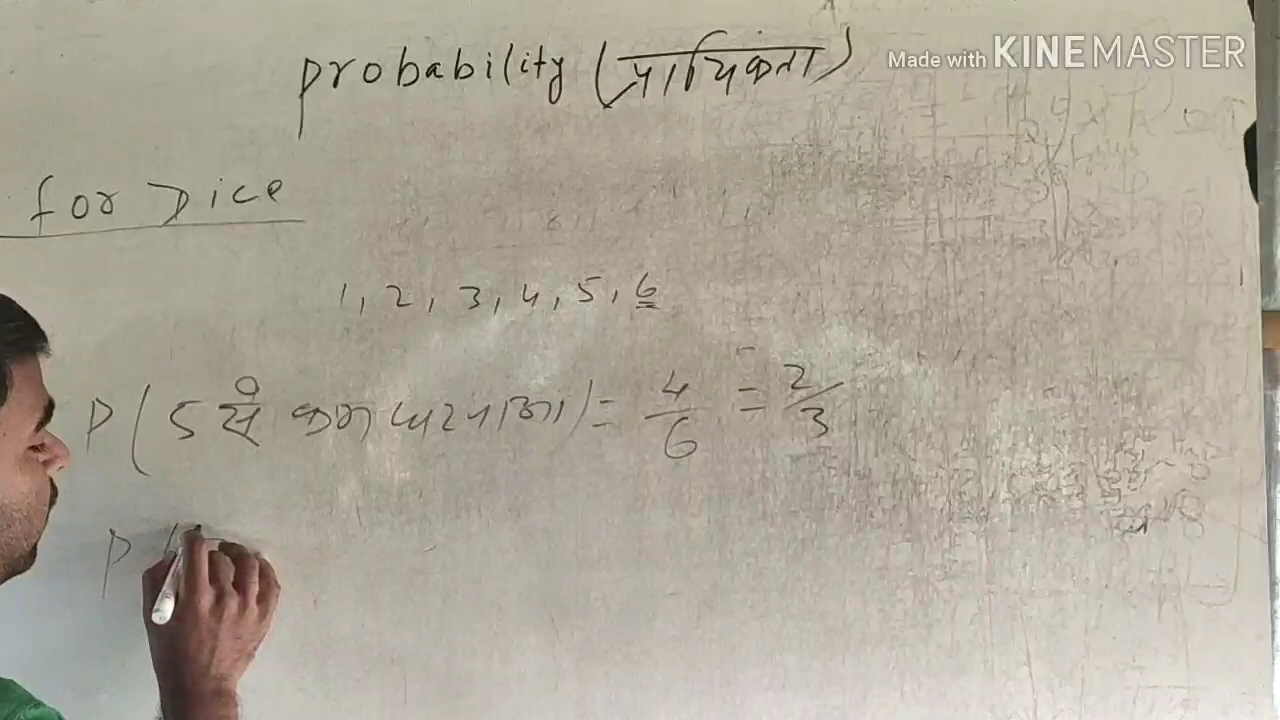 probability (प्रायिकता)
Made with KINEMASTER
for Dice
1, 2, 3, 4, 5, 6
P( 5 से कम = 4/6 = 2/3
P (